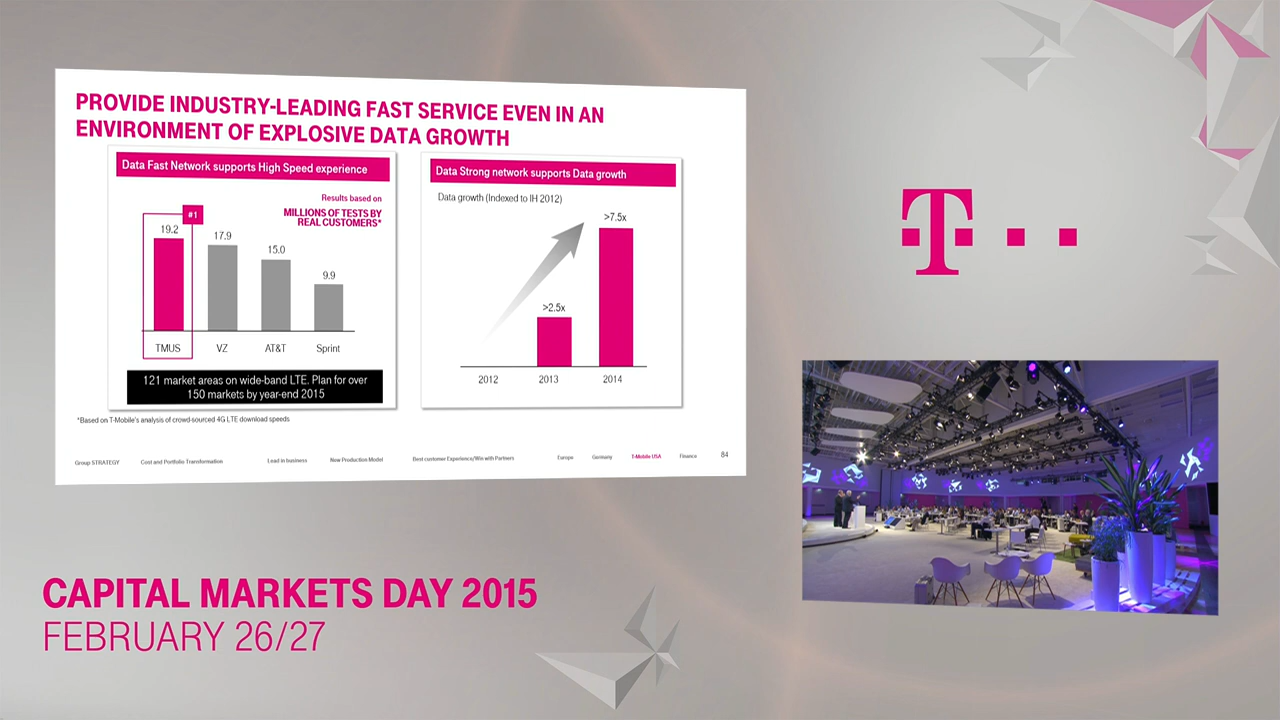 PROVIDE INDUSTRY-LEADING FAST SERVICE EVEN IN AN
ENVIRONMENT OF EXPLOSIVE DATA GROWTH
Data Fast Network supports High Speed experience
Results based on
MILLIONS OF TESTS BY
REAL CUSTOMERS*
#1
19.2
17.9
15.0
9.9
TMUS VZ AT&T Sprint
121 market areas on wide-band LTE. Plan for over
150 markets by year-end 2015
Data Strong network supports Data growth
Data growth (Indexed to IH 2012)
>7.5x
>2.5x
2012 2013 2014
*Based on T-Mobile's analysis of crowd-sourced 4G LTE download speeds
Group STRATEGY Cost and Portfolio Transformation Lead in business New Production Model Best customer Experience/Win with Partners Europe Germany T-Mobile USA Finance 84
T
CAPITAL MARKETS DAY 2015
FEBRUARY 26/27